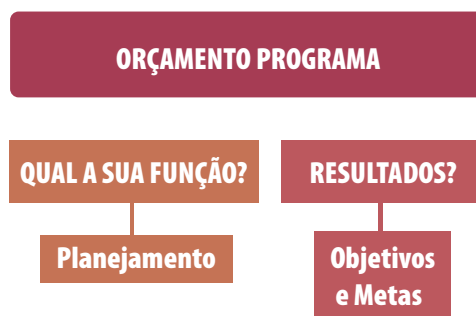 ORÇAMENTO PROGRAMA
QUAL A SUA FUNÇÃO?
Planejamento
RESULTADOS?
Objetivos
e Metas